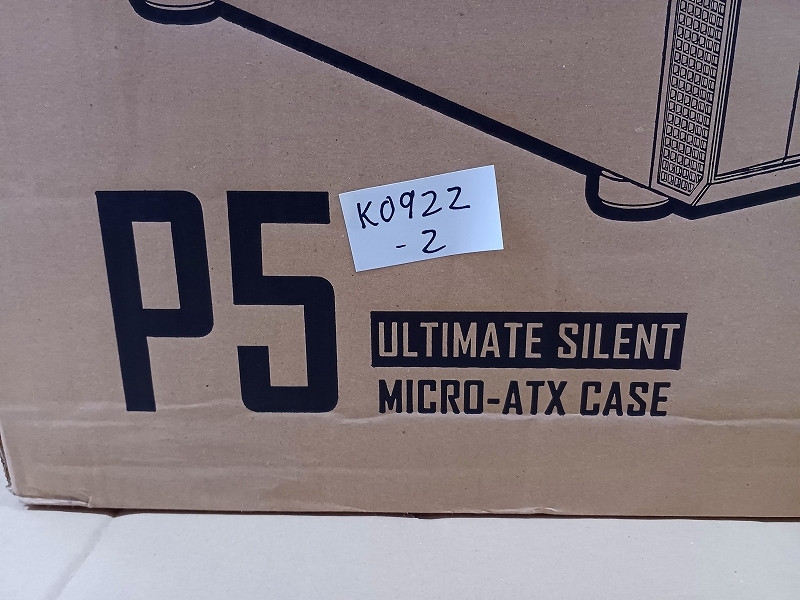 P5
K0922
-2
ULTIMATE SILENT
MICRO-ATX CASE